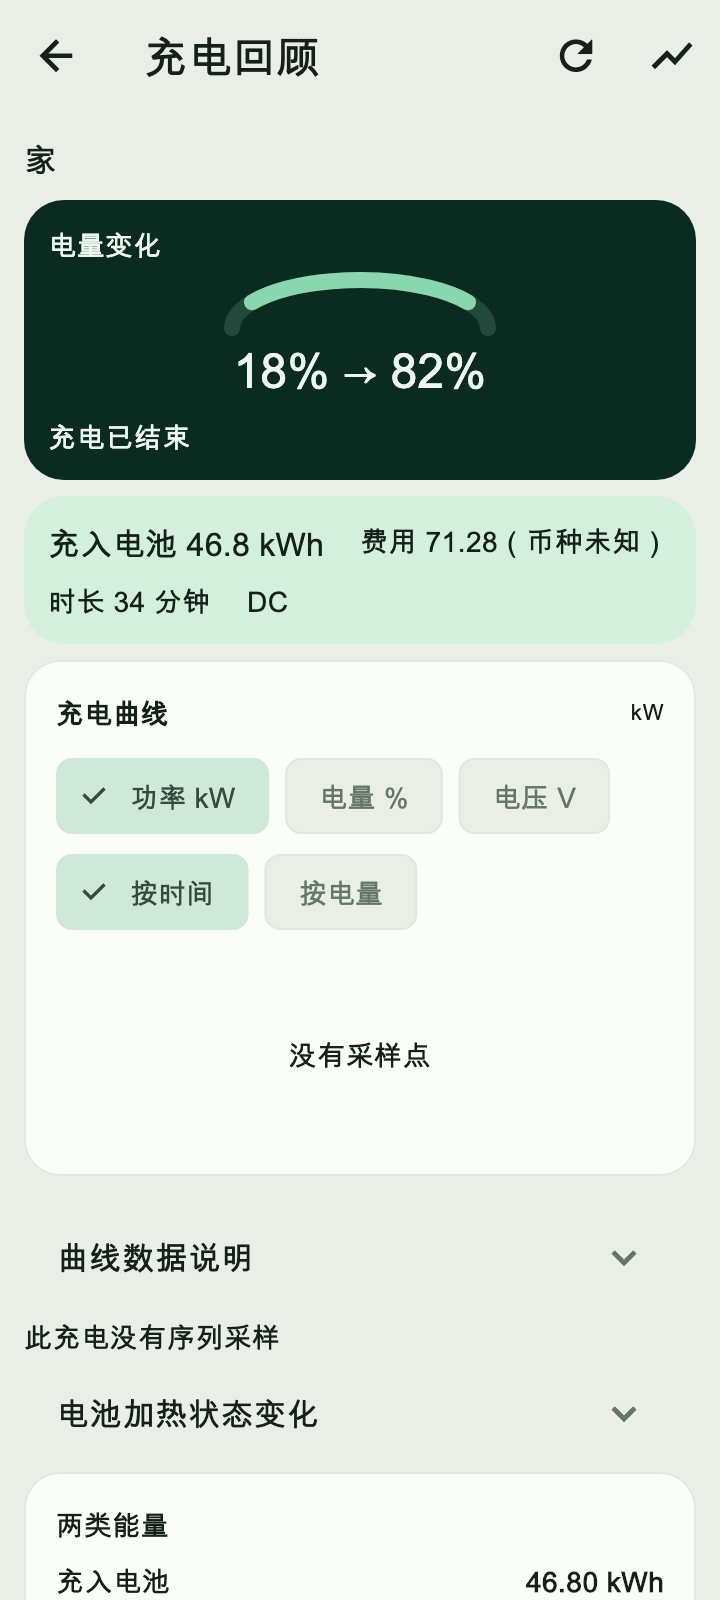 充电回顾
家
电量变化
18% → 82%
充电已结束
充入电池 46.8 kWh 费用 71.28 ( 币种未知 )
时长 34 分钟 DC
充电曲线 kW
功率 kW 电量 % 电压 V
按时间 按电量
没有采样点
曲线数据说明
此充电没有序列采样
电池加热状态变化
两类能量
充入电池 46.80 kWh